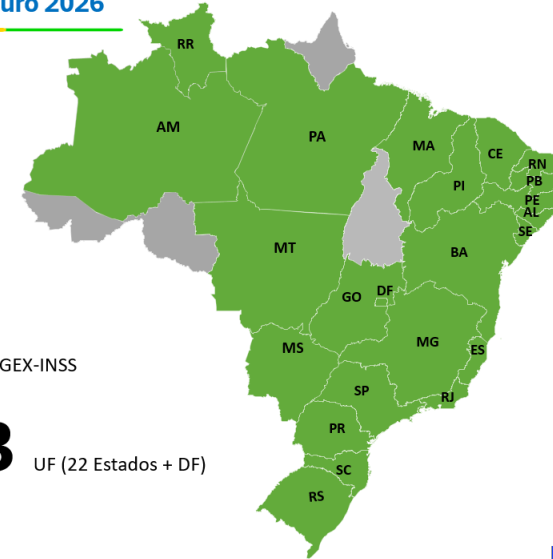 uro 2026
RR
AM
PA
MA
CE
RN
PB
PI
PE
AL
SE
MT
BA
GO
DF
MS
MG
ES
SP
RJ
PR
SC
RS
GEX-INSS
UF (22 Estados + DF)